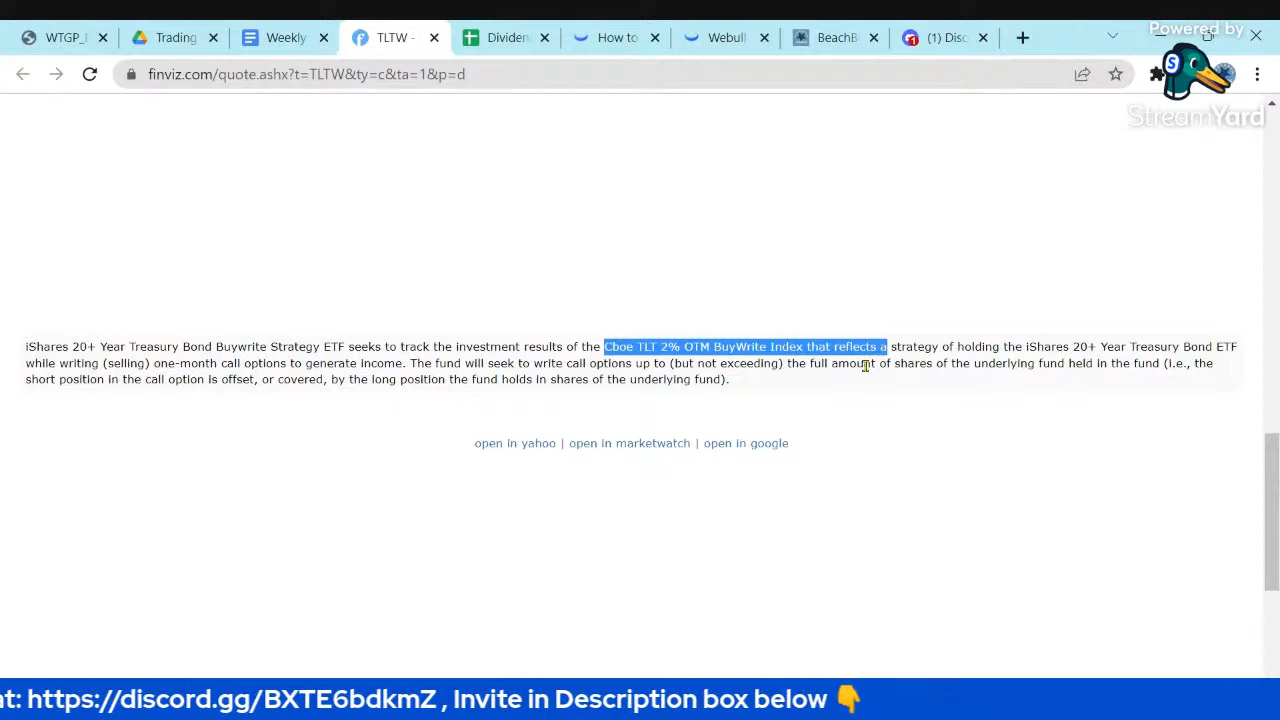 Powered by
StreamYard
WTGP_
Trading
Weekly
TLTW -
Dividen
How to
Webull
BeachB
(1) Disc
finviz.com/quote.ashx?t=TLTW&ty=c&ta=1&p=d
iShares 20+ Year Treasury Bond Buywrite Strategy ETF seeks to track the investment results of the Cboe TLT 2% OTM BuyWrite Index that reflects a strategy of holding the iShares 20+ Year Treasury Bond ETF
while writing (selling) one-month call options to generate income. The fund will seek to write call options up to (but not exceeding) the full amount of shares of the underlying fund held in the fund (i.e., the
short position in the call option is offset, or covered, by the long position the fund holds in shares of the underlying fund).
open in yahoo | open in marketwatch | open in google
at: https://discord.gg/BXTE6bdkmZ , Invite in Description box below 👇